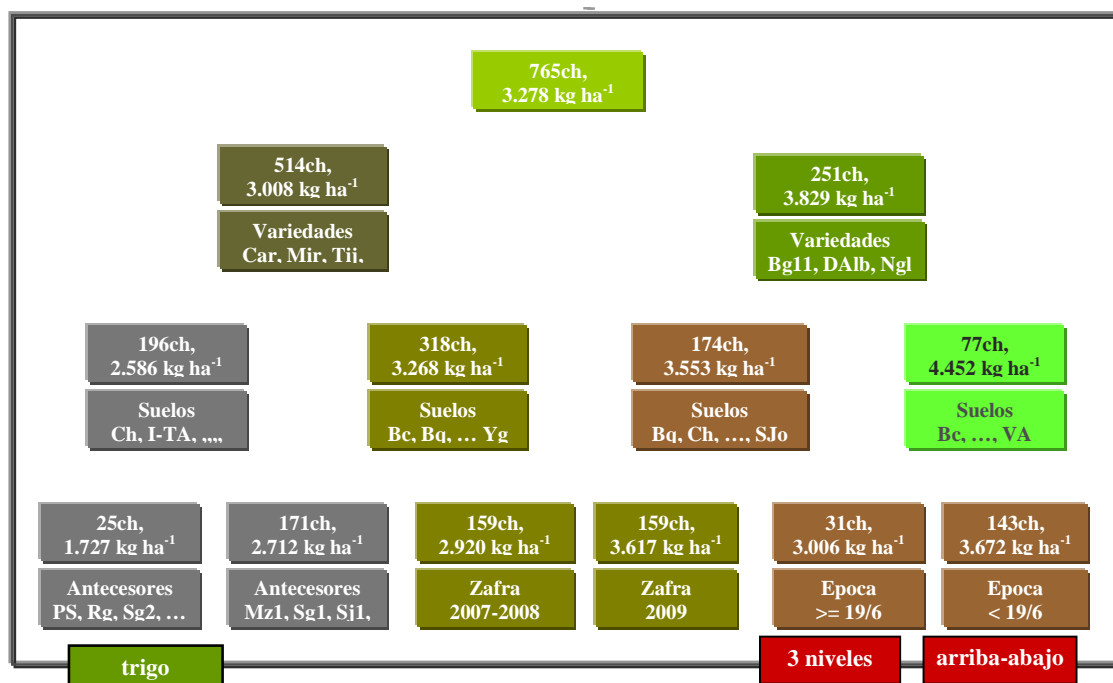 765ch,
3.278 kg ha-1
514ch,
3.008 kg ha-1
Variedades
Car, Mir, Tij,
251ch,
3.829 kg ha-1
Variedades
Bg11, DAlb, Ngl
196ch,
2.586 kg ha-1
Suelos
Ch, I-TA, ,,,,
318ch,
3.268 kg ha-1
Suelos
Bc, Bq, … Yg
174ch,
3.553 kg ha-1
Suelos
Bq, Ch, …, SJo
77ch,
4.452 kg ha-1
Suelos
Bc, …, VA
25ch,
1.727 kg ha-1
Antecesores
PS, Rg, Sg2, …
171ch,
2.712 kg ha-1
Antecesores
Mz1, Sg1, Sj1,
159ch,
2.920 kg ha-1
Zafra
2007-2008
159ch,
3.617 kg ha-1
Zafra
2009
31ch,
3.006 kg ha-1
Epoca
>= 19/6
143ch,
3.672 kg ha-1
Epoca
< 19/6
trigo
3 niveles
arriba-abajo